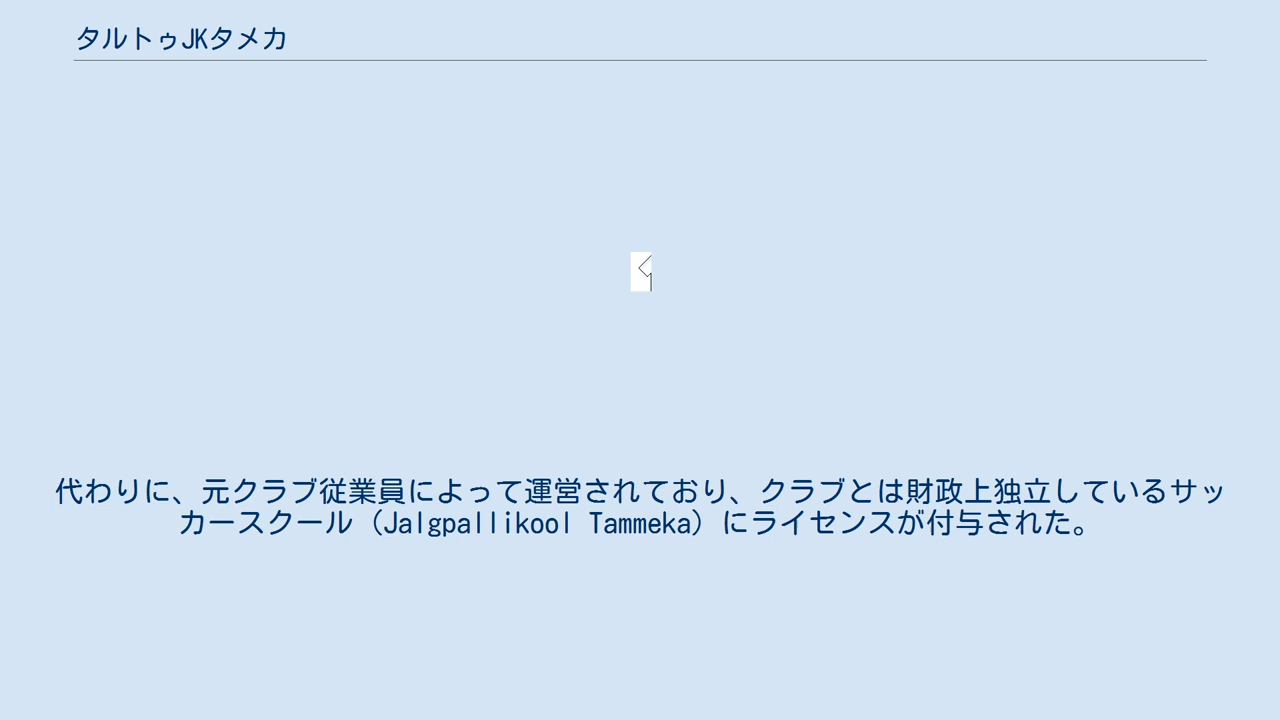 タルトゥJKタメカ
代わりに、元クラブ従業員によって運営されており、クラブとは財政上独立しているサッ
カースクール（Jalgpallikool Tammeka）にライセンスが付与された。